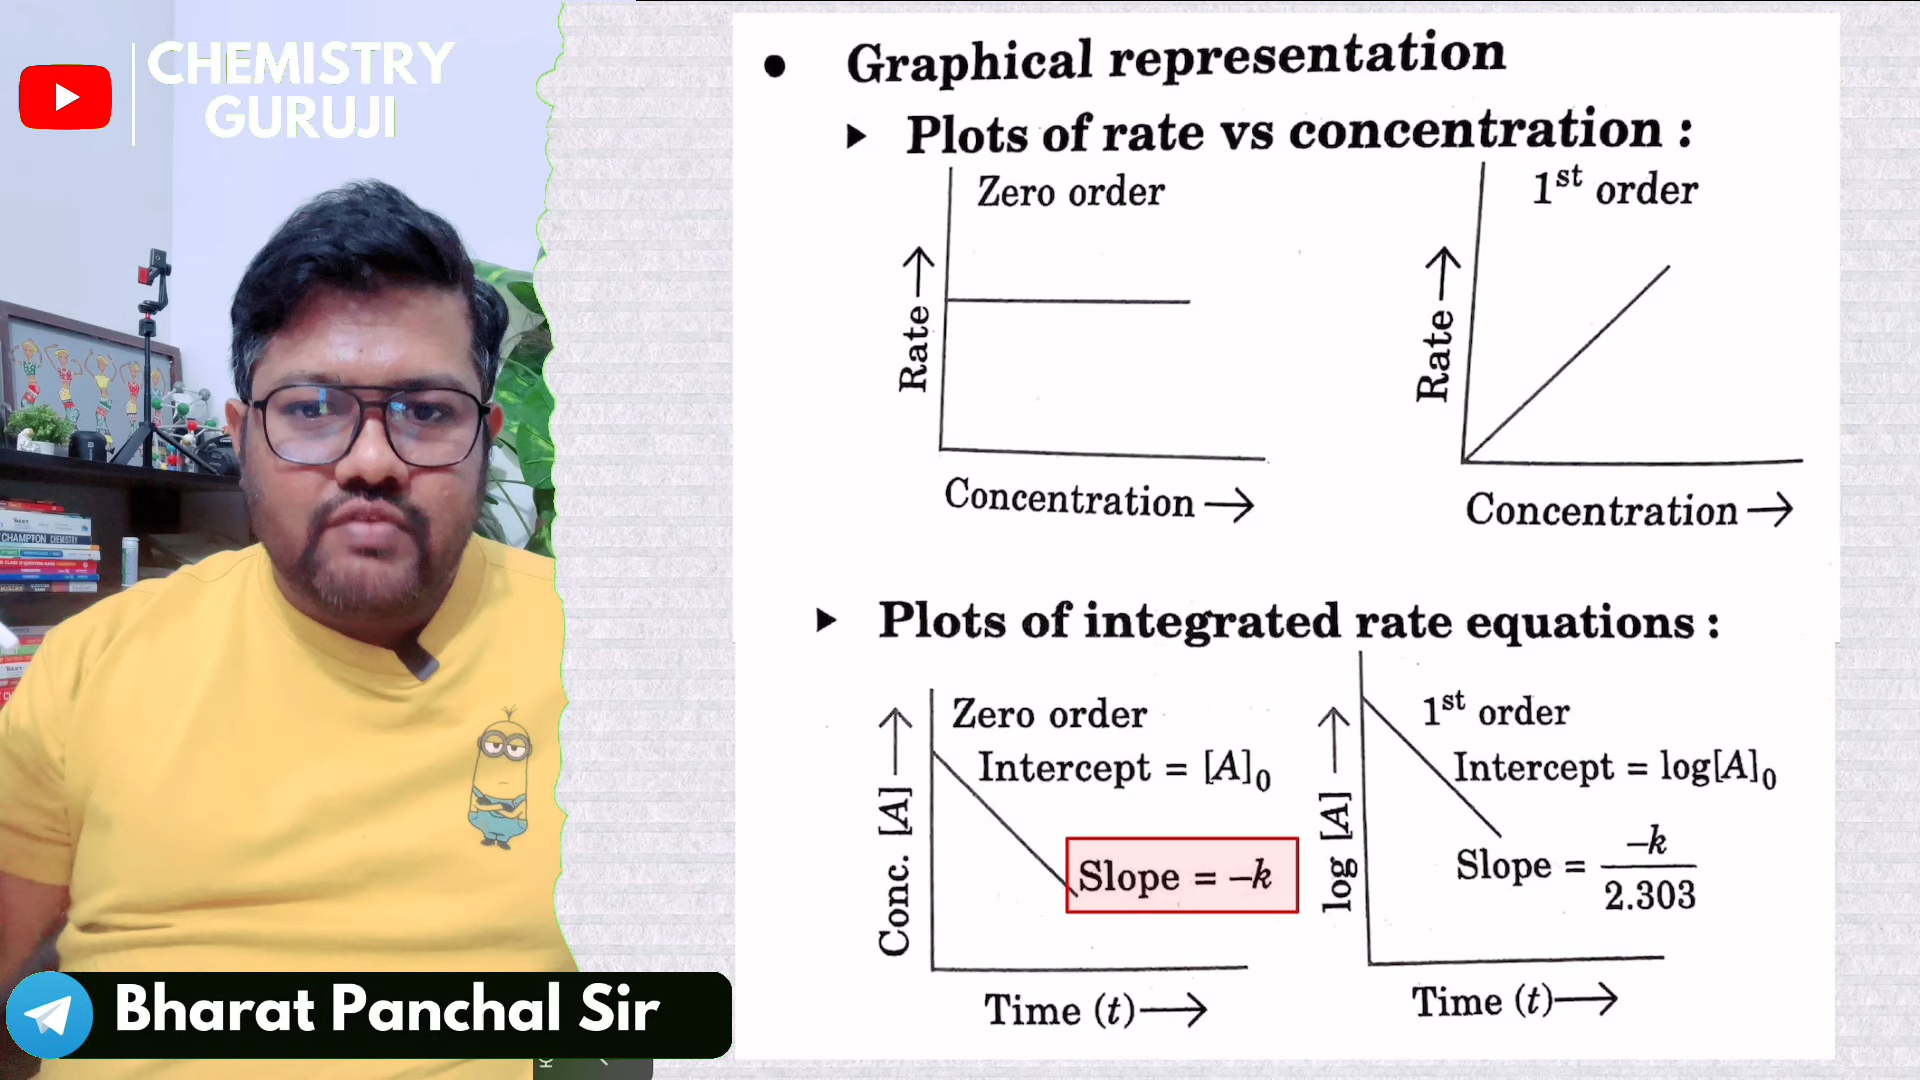 CHEMISTRY
GURUJI
• Graphical representation
▶ Plots of rate vs concentration :
Zero order
Rate →
Concentration →
1st order
Rate →
Concentration →
▶ Plots of integrated rate equations :
Zero order
Intercept = [A]0
Slope = –k
Conc. [A] →
Time (t) →
1st order
Intercept = log[A]0
Slope = –k / 2.303
log [A] →
Time (t) →
CHAMPION CHEMISTRY
Bharat Panchal Sir